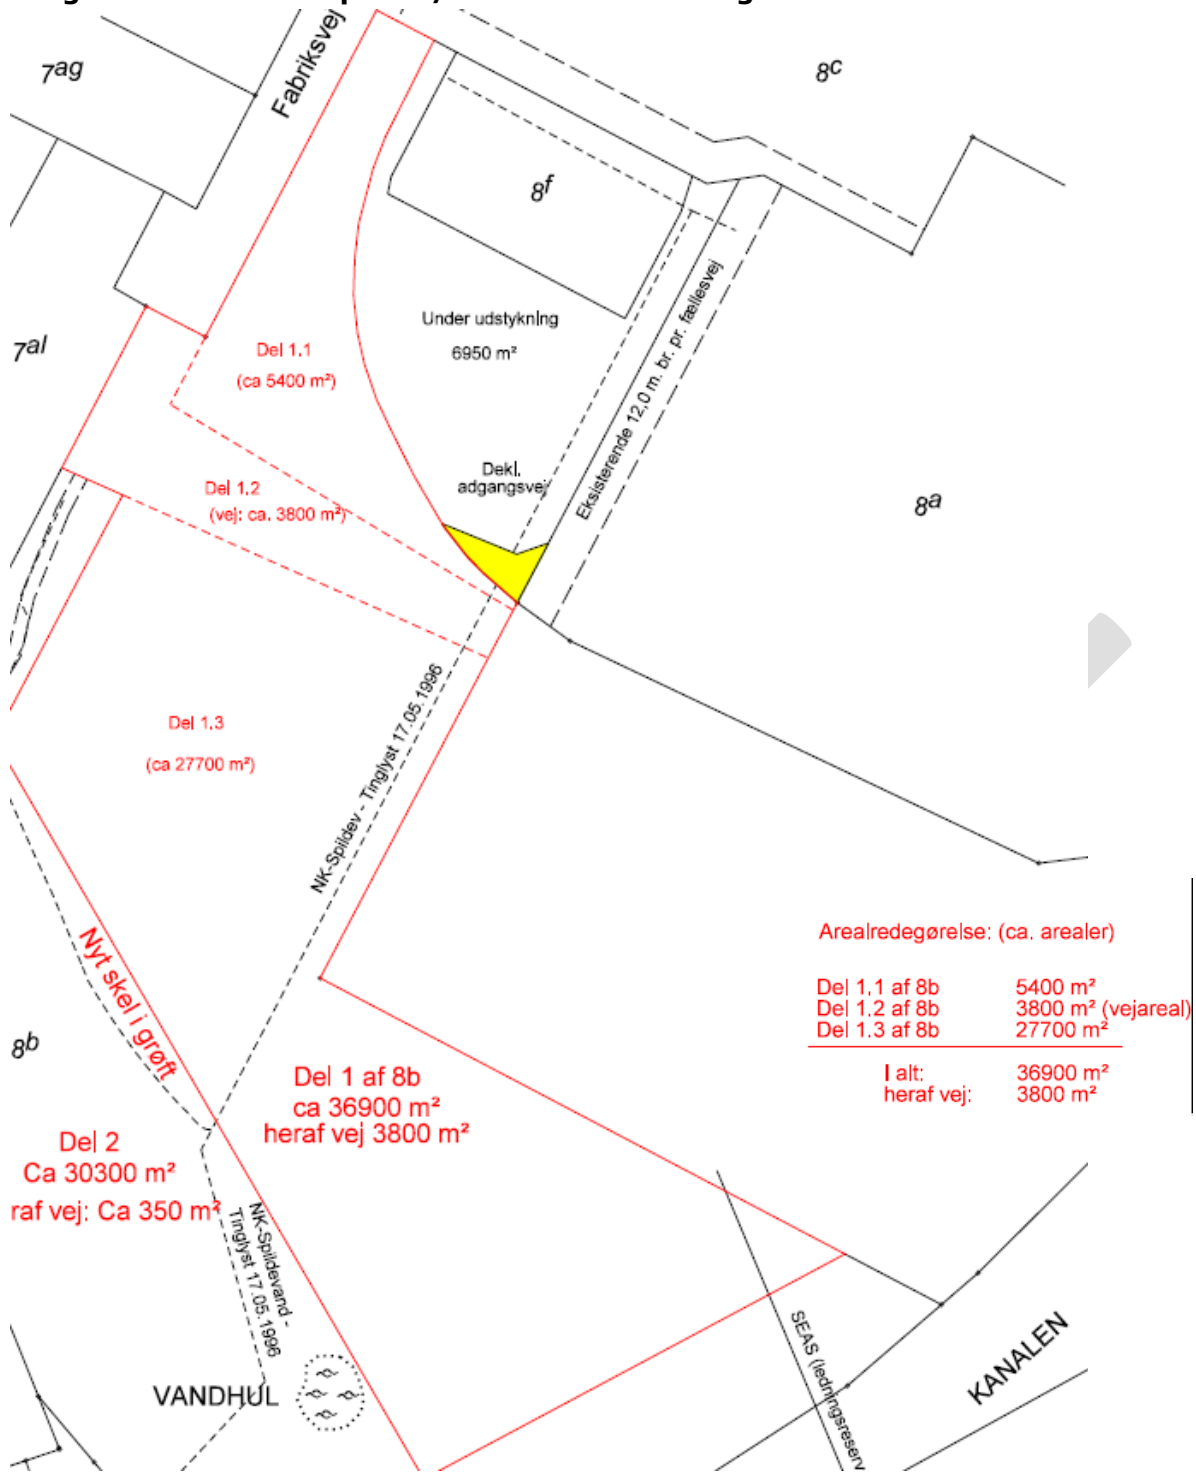 7ag
Fabriksvej
8c
8f
Under udstykning
6950 m²
7al
Del 1.1
(ca 5400 m²)
Eksisterende 12,0 m. br. pr. fællesvej
Dekl.
adgangsvej
Del 1.2
(vej: ca. 3800 m²)
8a
Del 1.3
(ca 27700 m²)
NK-Spildev - Tinglyst 17.05.1996
Nyt skel i grøft
Arealredegørelse: (ca. arealer)
Del 1.1 af 8b 5400 m²
Del 1.2 af 8b 3800 m² (vejareal)
Del 1.3 af 8b 27700 m²
I alt: 36900 m²
heraf vej: 3800 m²
8b
Del 1 af 8b
ca 36900 m²
heraf vej 3800 m²
Del 2
Ca 30300 m²
raf vej: Ca 350 m²
NK-Spildevand -
Tinglyst 17.05.1996
SEAS (ledningsreserv
KANALEN
VANDHUL